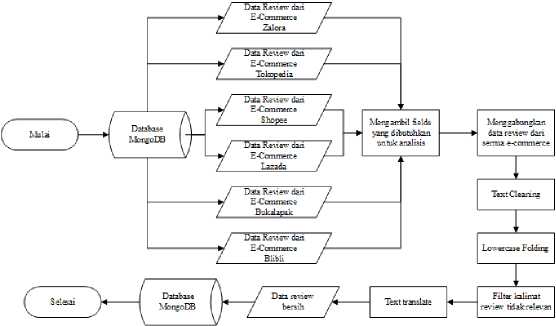 Data Review dari
E-Commerce
Zalora
Data Review dari
E-Commerce
Tokopedia
Data Review dari
E-Commerce
Shopee
Data Review dari
E-Commerce
Lazada
Data Review dari
E-Commerce
Bukalapak
Data Review dari
E-Commerce
Blibli
Mulai
Database
MongoDB
Mengambil fields
yang dibutuhkan
untuk analisis
Menggabungkan
data review dari
semua e-commerce
Text Cleaning
Lowercase Folding
Filter kalimat
review tidak relevan
Text translate
Data review
bersih
Database
MongoDB
Selesai